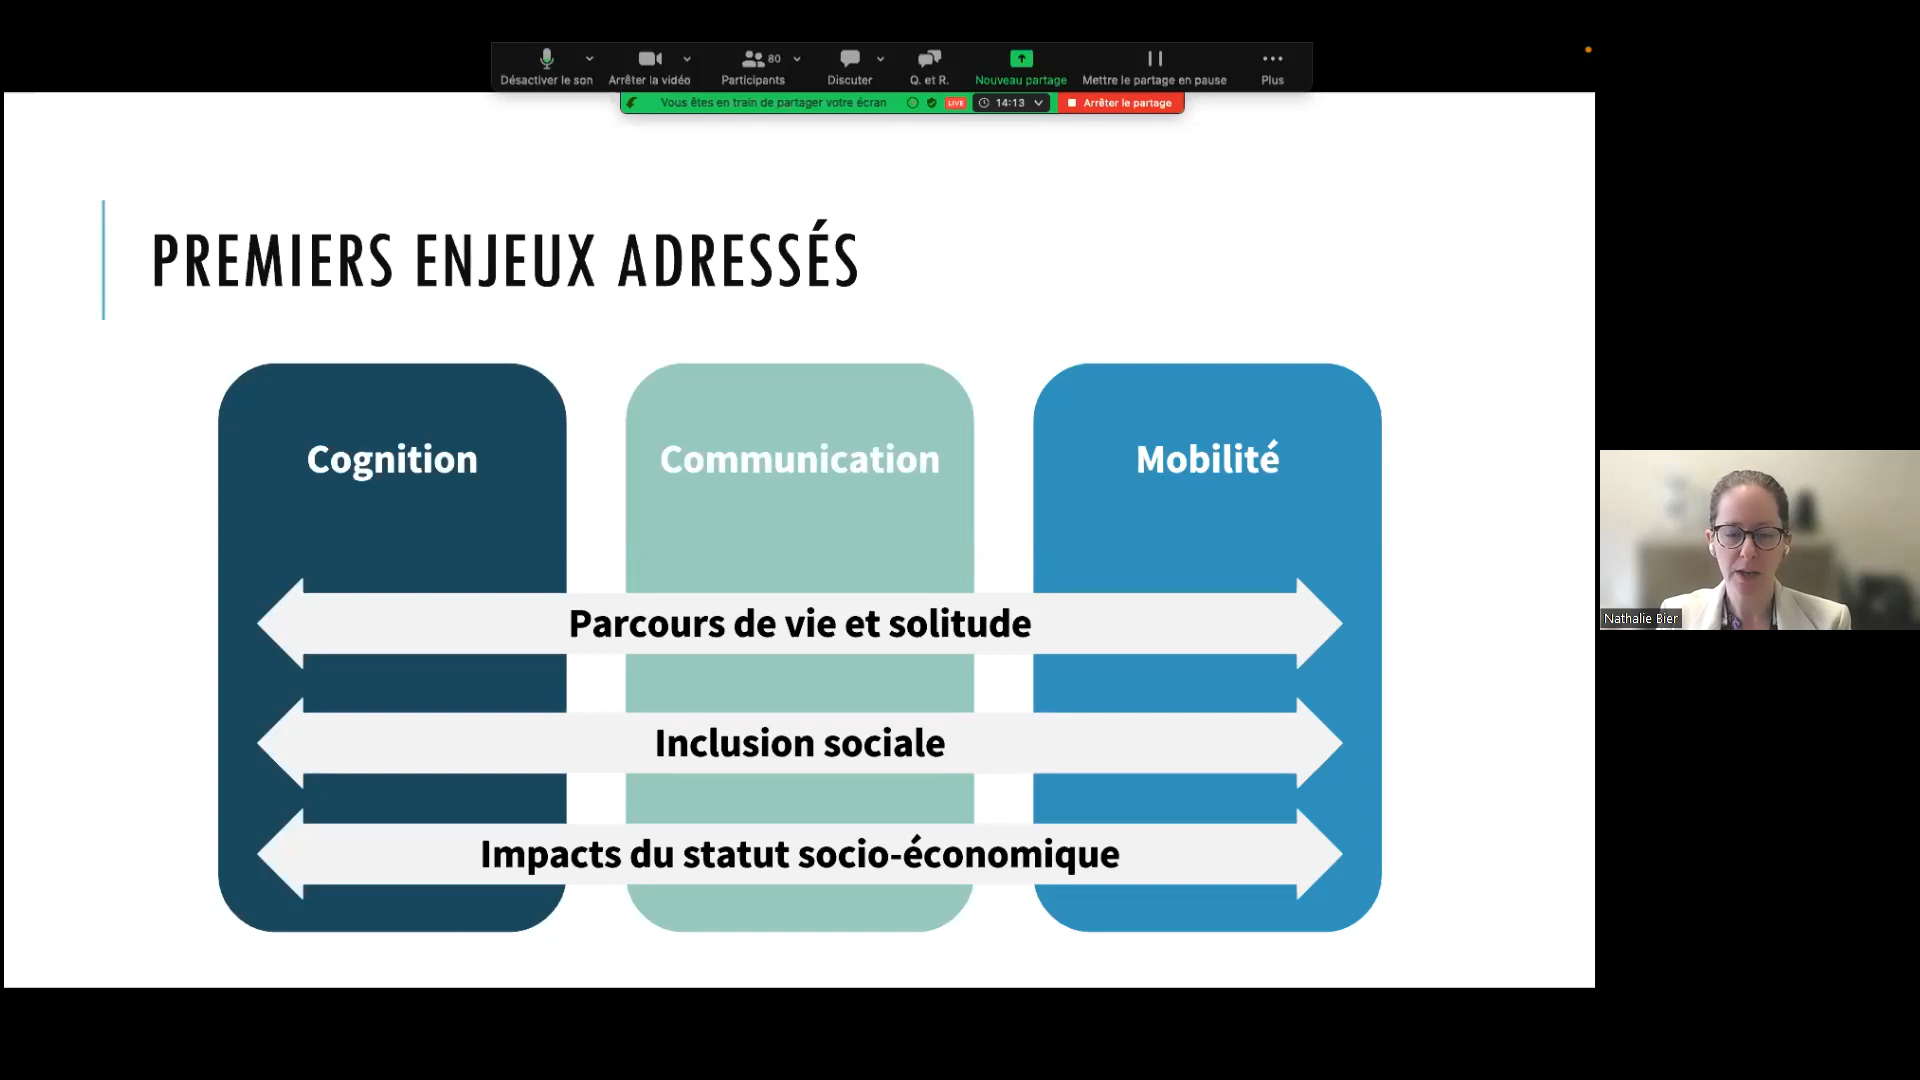 80
Désactiver le son
Arrêter la vidéo
Participants
Discuter
Q. et R.
Nouveau partage
Mettre le partage en pause
Plus
Vous êtes en train de partager votre écran
LIVE
14:13
Arrêter le partage
PREMIERS ENJEUX ADRESSÉS
Cognition
Communication
Mobilité
Parcours de vie et solitude
Inclusion sociale
Impacts du statut socio-économique
Nathalie Bier